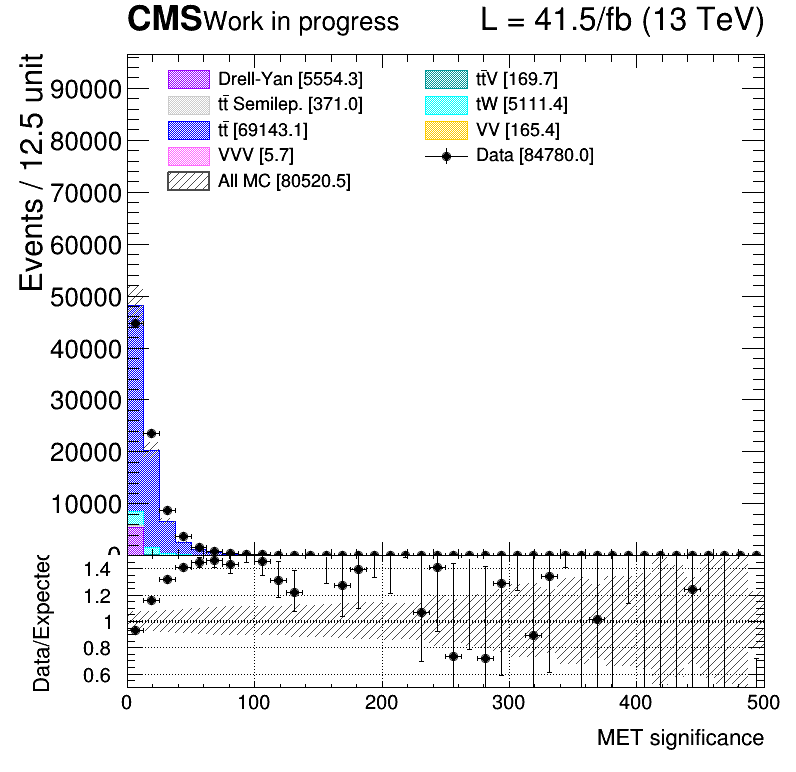 CMS Work in progress L = 41.5/fb (13 TeV)
Events / 12.5 unit
Drell-Yan [5554.3]
tt̄ Semilep. [371.0]
tt̄ [69143.1]
VVV [5.7]
All MC [80520.5]
tt̄V [169.7]
tW [5111.4]
VV [165.4]
Data [84780.0]
90000
80000
70000
60000
50000
40000
30000
20000
10000
0
Data/Expected
1.4
1.2
1
0.8
0.6
0 100 200 300 400 500
MET significance